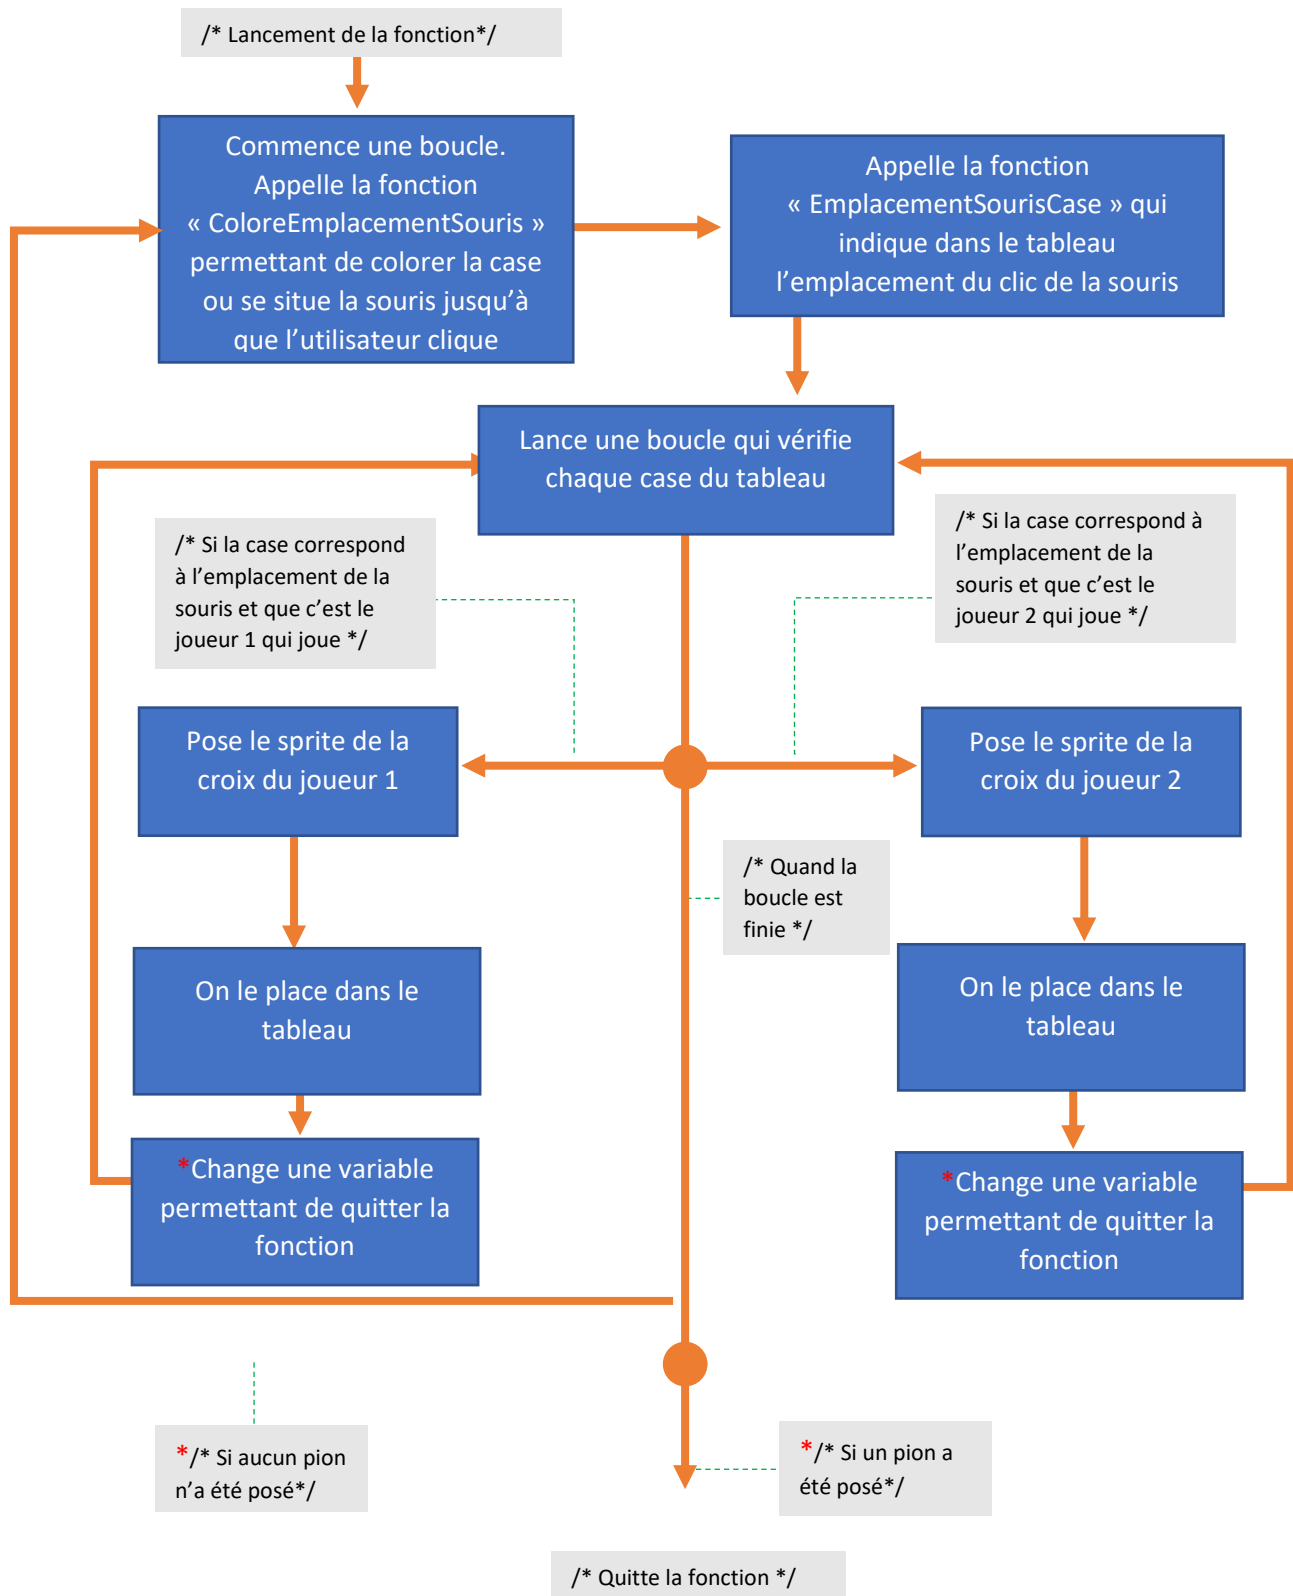 /* Lancement de la fonction*/
Commence une boucle.
Appelle la fonction
« ColoreEmplacementSouris »
permettant de colorer la case
ou se situe la souris jusqu’à
que l’utilisateur clique
Appelle la fonction
« EmplacementSourisCase » qui
indique dans le tableau
l’emplacement du clic de la souris
Lance une boucle qui vérifie
chaque case du tableau
/* Si la case correspond
à l’emplacement de la
souris et que c’est le
joueur 1 qui joue */
/* Si la case correspond à
l’emplacement de la
souris et que c’est le
joueur 2 qui joue */
Pose le sprite de la
croix du joueur 1
Pose le sprite de la
croix du joueur 2
/* Quand la
boucle est
finie */
On le place dans le
tableau
On le place dans le
tableau
*Change une variable
permettant de quitter la
fonction
*Change une variable
permettant de quitter la
fonction
*/* Si aucun pion
n’a été posé*/
*/* Si un pion a
été posé*/
/* Quitte la fonction */